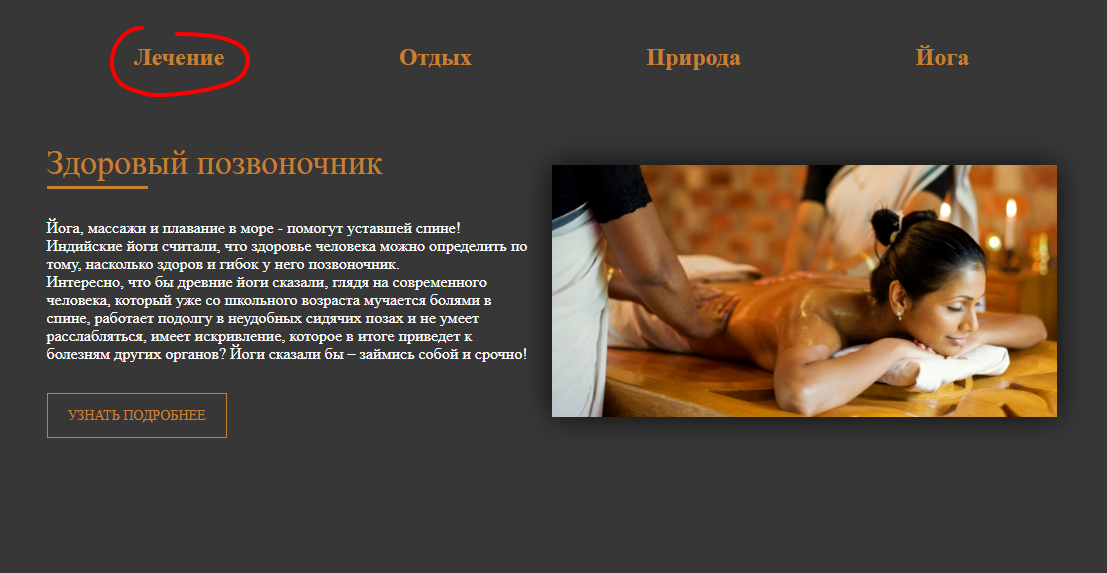 Лечение Отдых Природа Йога
Здоровый позвоночник
Йога, массажи и плавание в море - помогут уставшей спине!
Индийские йоги считали, что здоровье человека можно определить по
тому, насколько здоров и гибок у него позвоночник.
Интересно, что бы древние йоги сказали, глядя на современного
человека, который уже со школьного возраста мучается болями в
спине, работает подолгу в неудобных сидячих позах и не умеет
расслабляться, имеет искривление, которое в итоге приведет к
болезням других органов? Йоги сказали бы – займись собой и срочно!
УЗНАТЬ ПОДРОБНЕЕ